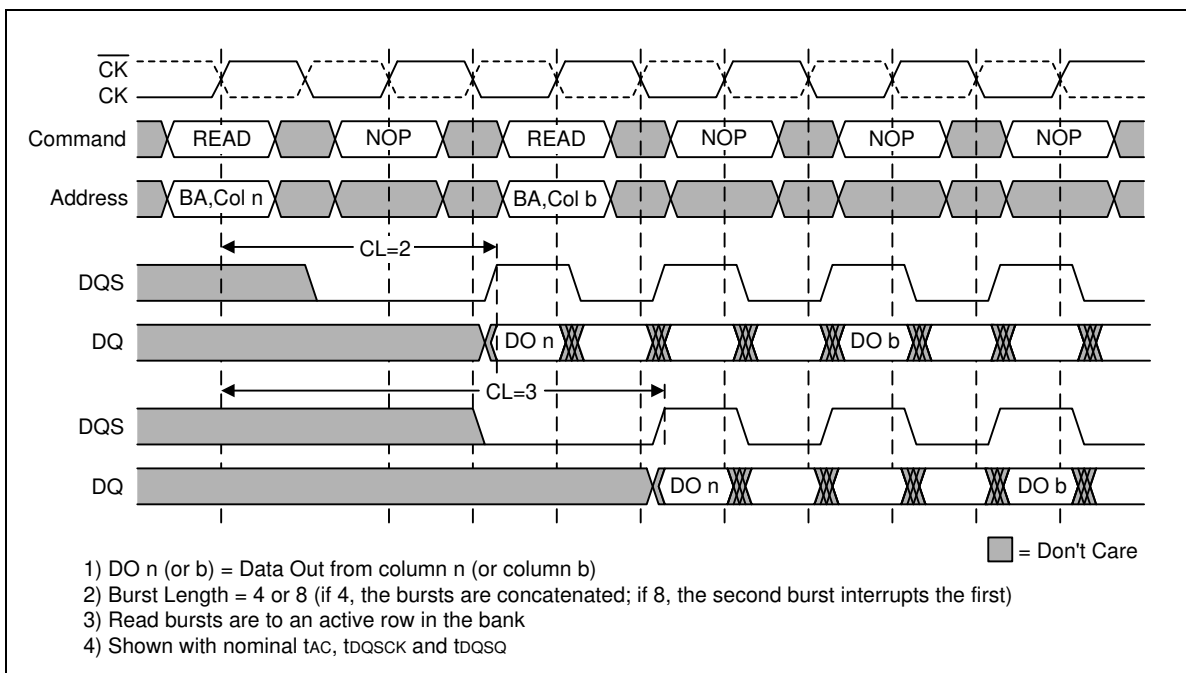 CK
CK
Command READ NOP READ NOP NOP NOP
Address BA,Col n BA,Col b
CL=2
DQS
DQ DO n DO b
CL=3
DQS
DQ DO n DO b
= Don't Care
1) DO n (or b) = Data Out from column n (or column b)
2) Burst Length = 4 or 8 (if 4, the bursts are concatenated; if 8, the second burst interrupts the first)
3) Read bursts are to an active row in the bank
4) Shown with nominal tAC, tDQSCK and tDQSQ